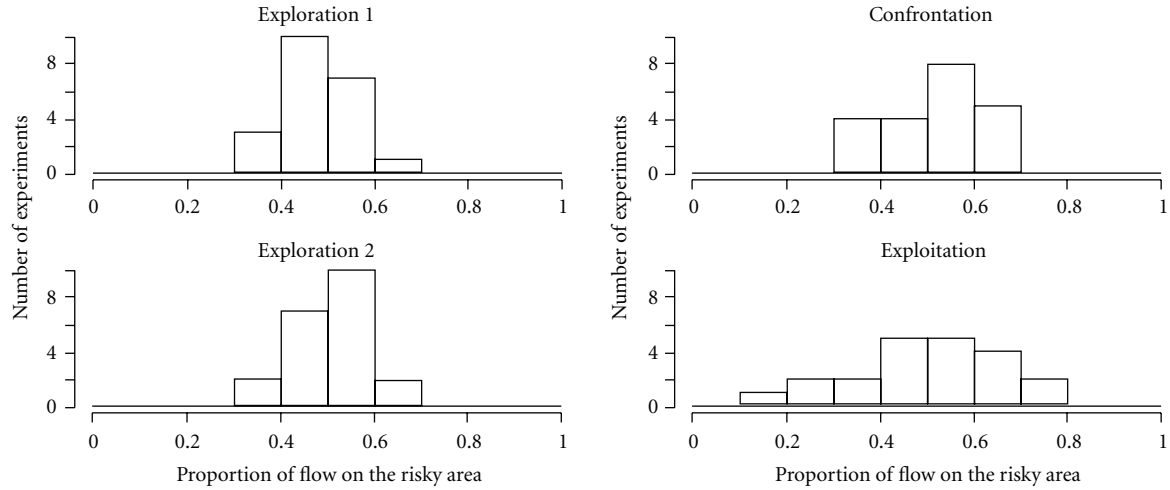 Exploration 1
Number of experiments
8
4
0
0 0.2 0.4 0.6 0.8 1
Exploration 2
8
4
0
0 0.2 0.4 0.6 0.8 1
Proportion of flow on the risky area
Confrontation
Number of experiments
8
4
0
0 0.2 0.4 0.6 0.8 1
Exploitation
8
4
0
0 0.2 0.4 0.6 0.8 1
Proportion of flow on the risky area